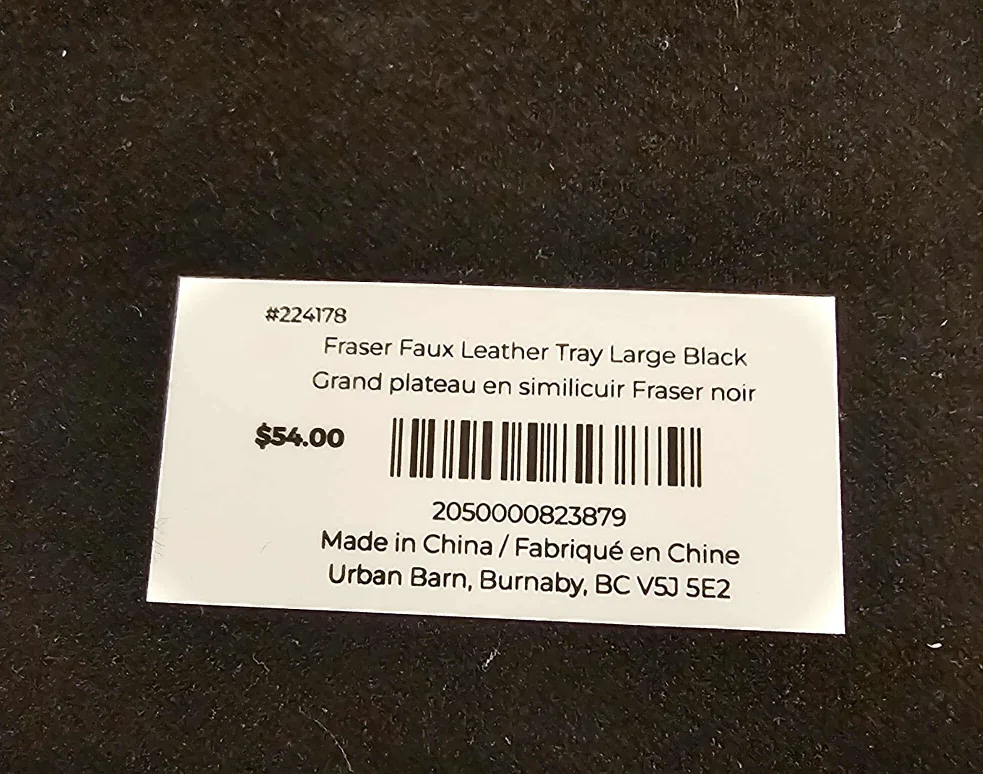 #224178
Fraser Faux Leather Tray Large Black
Grand plateau en similicuir Fraser noir
$54.00
2050000823879
Made in China / Fabriqué en Chine
Urban Barn, Burnaby, BC V5J 5E2